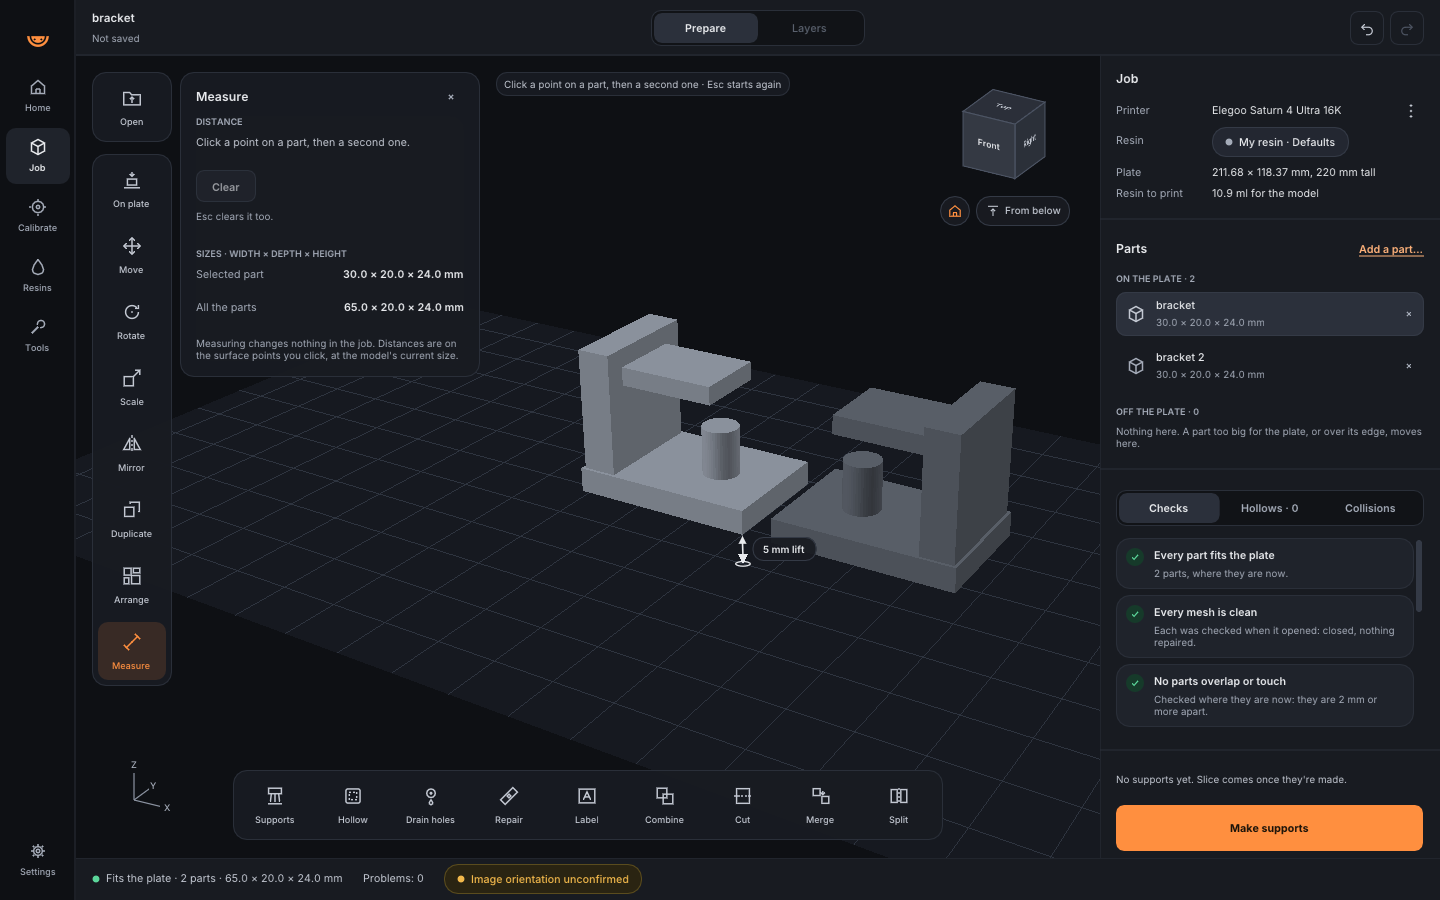 bracket
Not saved
Prepare
Layers
Home
Job
Calibrate
Resins
Tools
Settings
Open
On plate
Move
Rotate
Scale
Mirror
Duplicate
Arrange
Measure
Measure
×
DISTANCE
Click a point on a part, then a second one.
Clear
Esc clears it too.
SIZES · WIDTH × DEPTH × HEIGHT
Selected part 30.0 × 20.0 × 24.0 mm
All the parts 65.0 × 20.0 × 24.0 mm
Measuring changes nothing in the job. Distances are on
the surface points you click, at the model's current size.
Click a point on a part, then a second one · Esc starts again
Top
Front
Right
From below
5 mm lift
Z
Y
X
Supports
Hollow
Drain holes
Repair
Label
Combine
Cut
Merge
Split
Job
Printer Elegoo Saturn 4 Ultra 16K
Resin My resin · Defaults
Plate 211.68 × 118.37 mm, 220 mm tall
Resin to print 10.9 ml for the model
Parts Add a part...
ON THE PLATE · 2
bracket
30.0 × 20.0 × 24.0 mm
×
bracket 2
30.0 × 20.0 × 24.0 mm
×
OFF THE PLATE · 0
Nothing here. A part too big for the plate, or over its edge, moves
here.
Checks
Hollows · 0
Collisions
Every part fits the plate
2 parts, where they are now.
Every mesh is clean
Each was checked when it opened: closed, nothing
repaired.
No parts overlap or touch
Checked where they are now: they are 2 mm or
more apart.
No supports yet. Slice comes once they're made.
Make supports
Fits the plate · 2 parts · 65.0 × 20.0 × 24.0 mm
Problems: 0
Image orientation unconfirmed